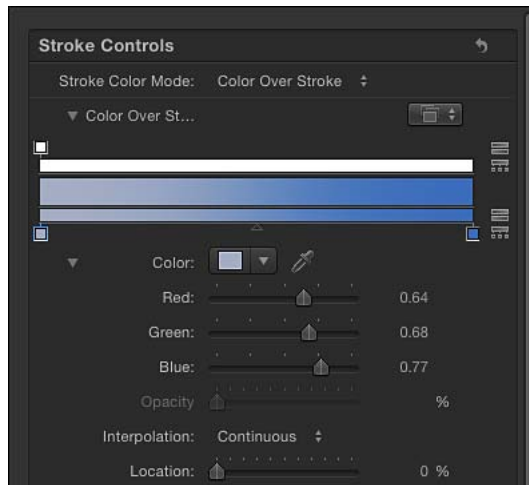 Stroke Controls
Stroke Color Mode: Color Over Stroke
Color Over St...
Color:
Red: 0.64
Green: 0.68
Blue: 0.77
Opacity %
Interpolation: Continuous
Location: 0 %